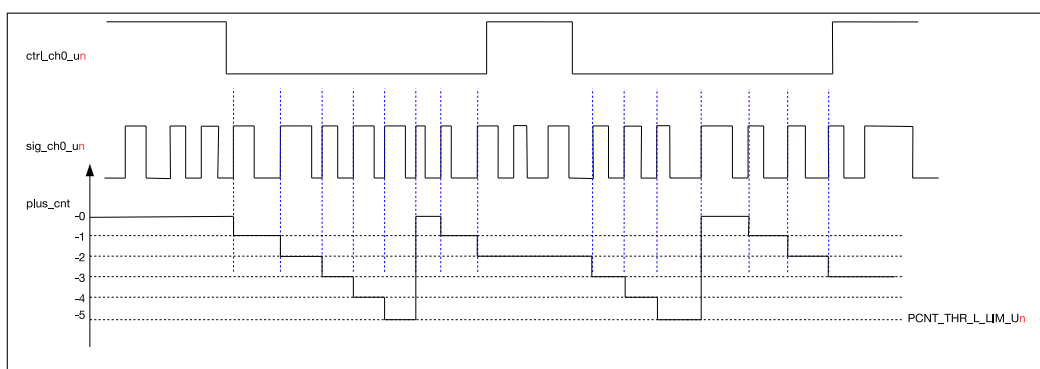 ctrl_ch0_un
sig_ch0_un
plus_cnt
-0
-1
-2
-3
-4
-5
PCNT_THR_L_LIM_Un